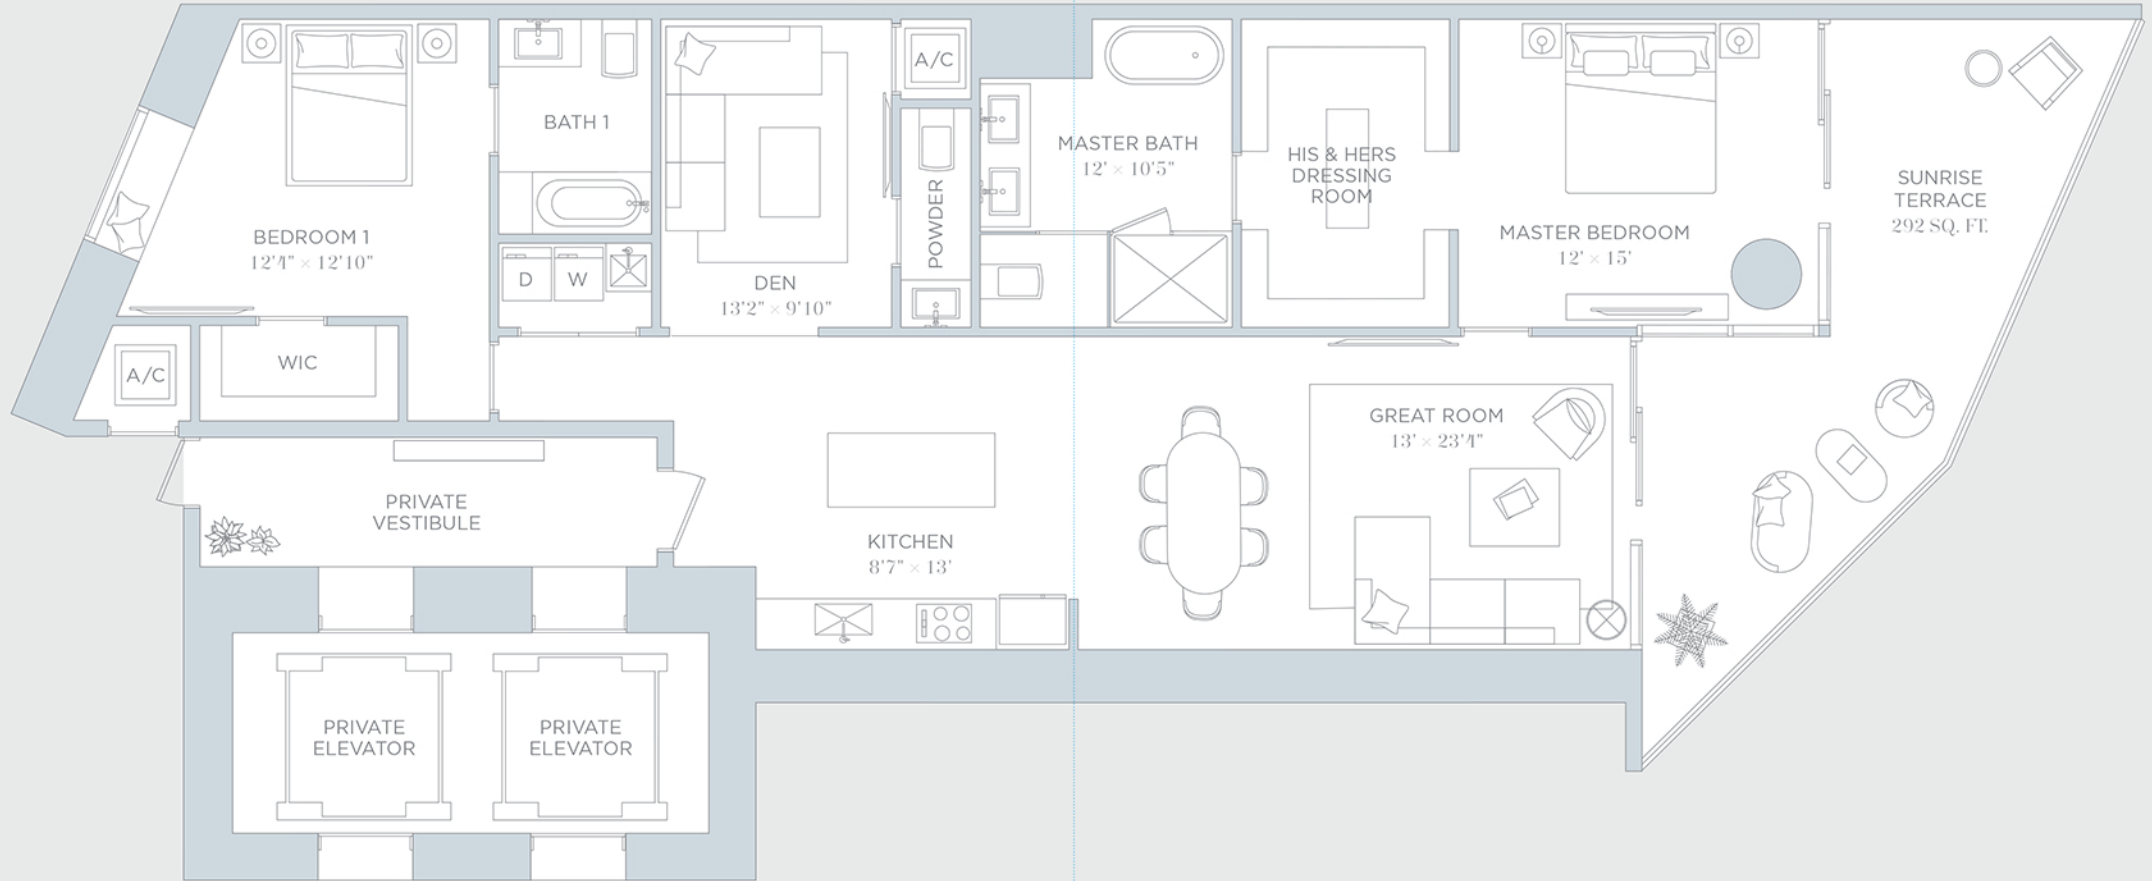 A/C
BATH 1
MASTER BATH
12' × 10'5"
HIS & HERS
DRESSING
ROOM
SUNRISE
TERRACE
292 SQ. FT.
POWDER
BEDROOM 1
12'4" × 12'10"
MASTER BEDROOM
12' × 15'
D
W
DEN
13'2" × 9'10"
WIC
A/C
GREAT ROOM
13' × 23'4"
PRIVATE
VESTIBULE
KITCHEN
8'7" × 13'
PRIVATE
ELEVATOR
PRIVATE
ELEVATOR